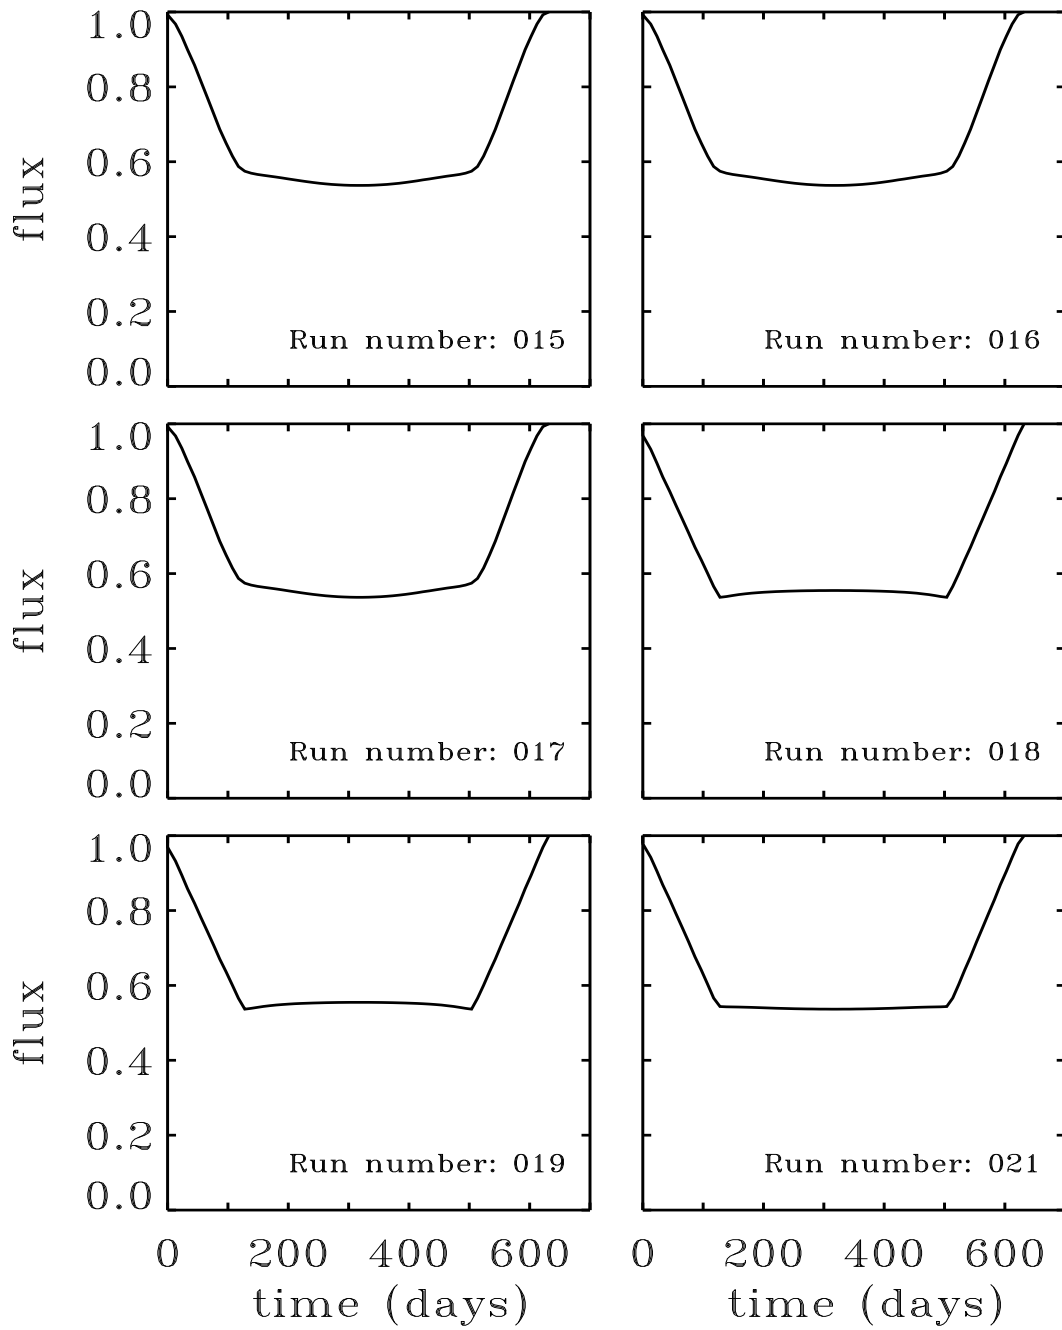 1.0
0.8
0.6
0.4
0.2
0.0
flux
Run number: 015
Run number: 016
1.0
0.8
0.6
0.4
0.2
0.0
flux
Run number: 017
Run number: 018
1.0
0.8
0.6
0.4
0.2
0.0
flux
Run number: 019
Run number: 021
0 200 400 600
0 200 400 600
time (days)
time (days)